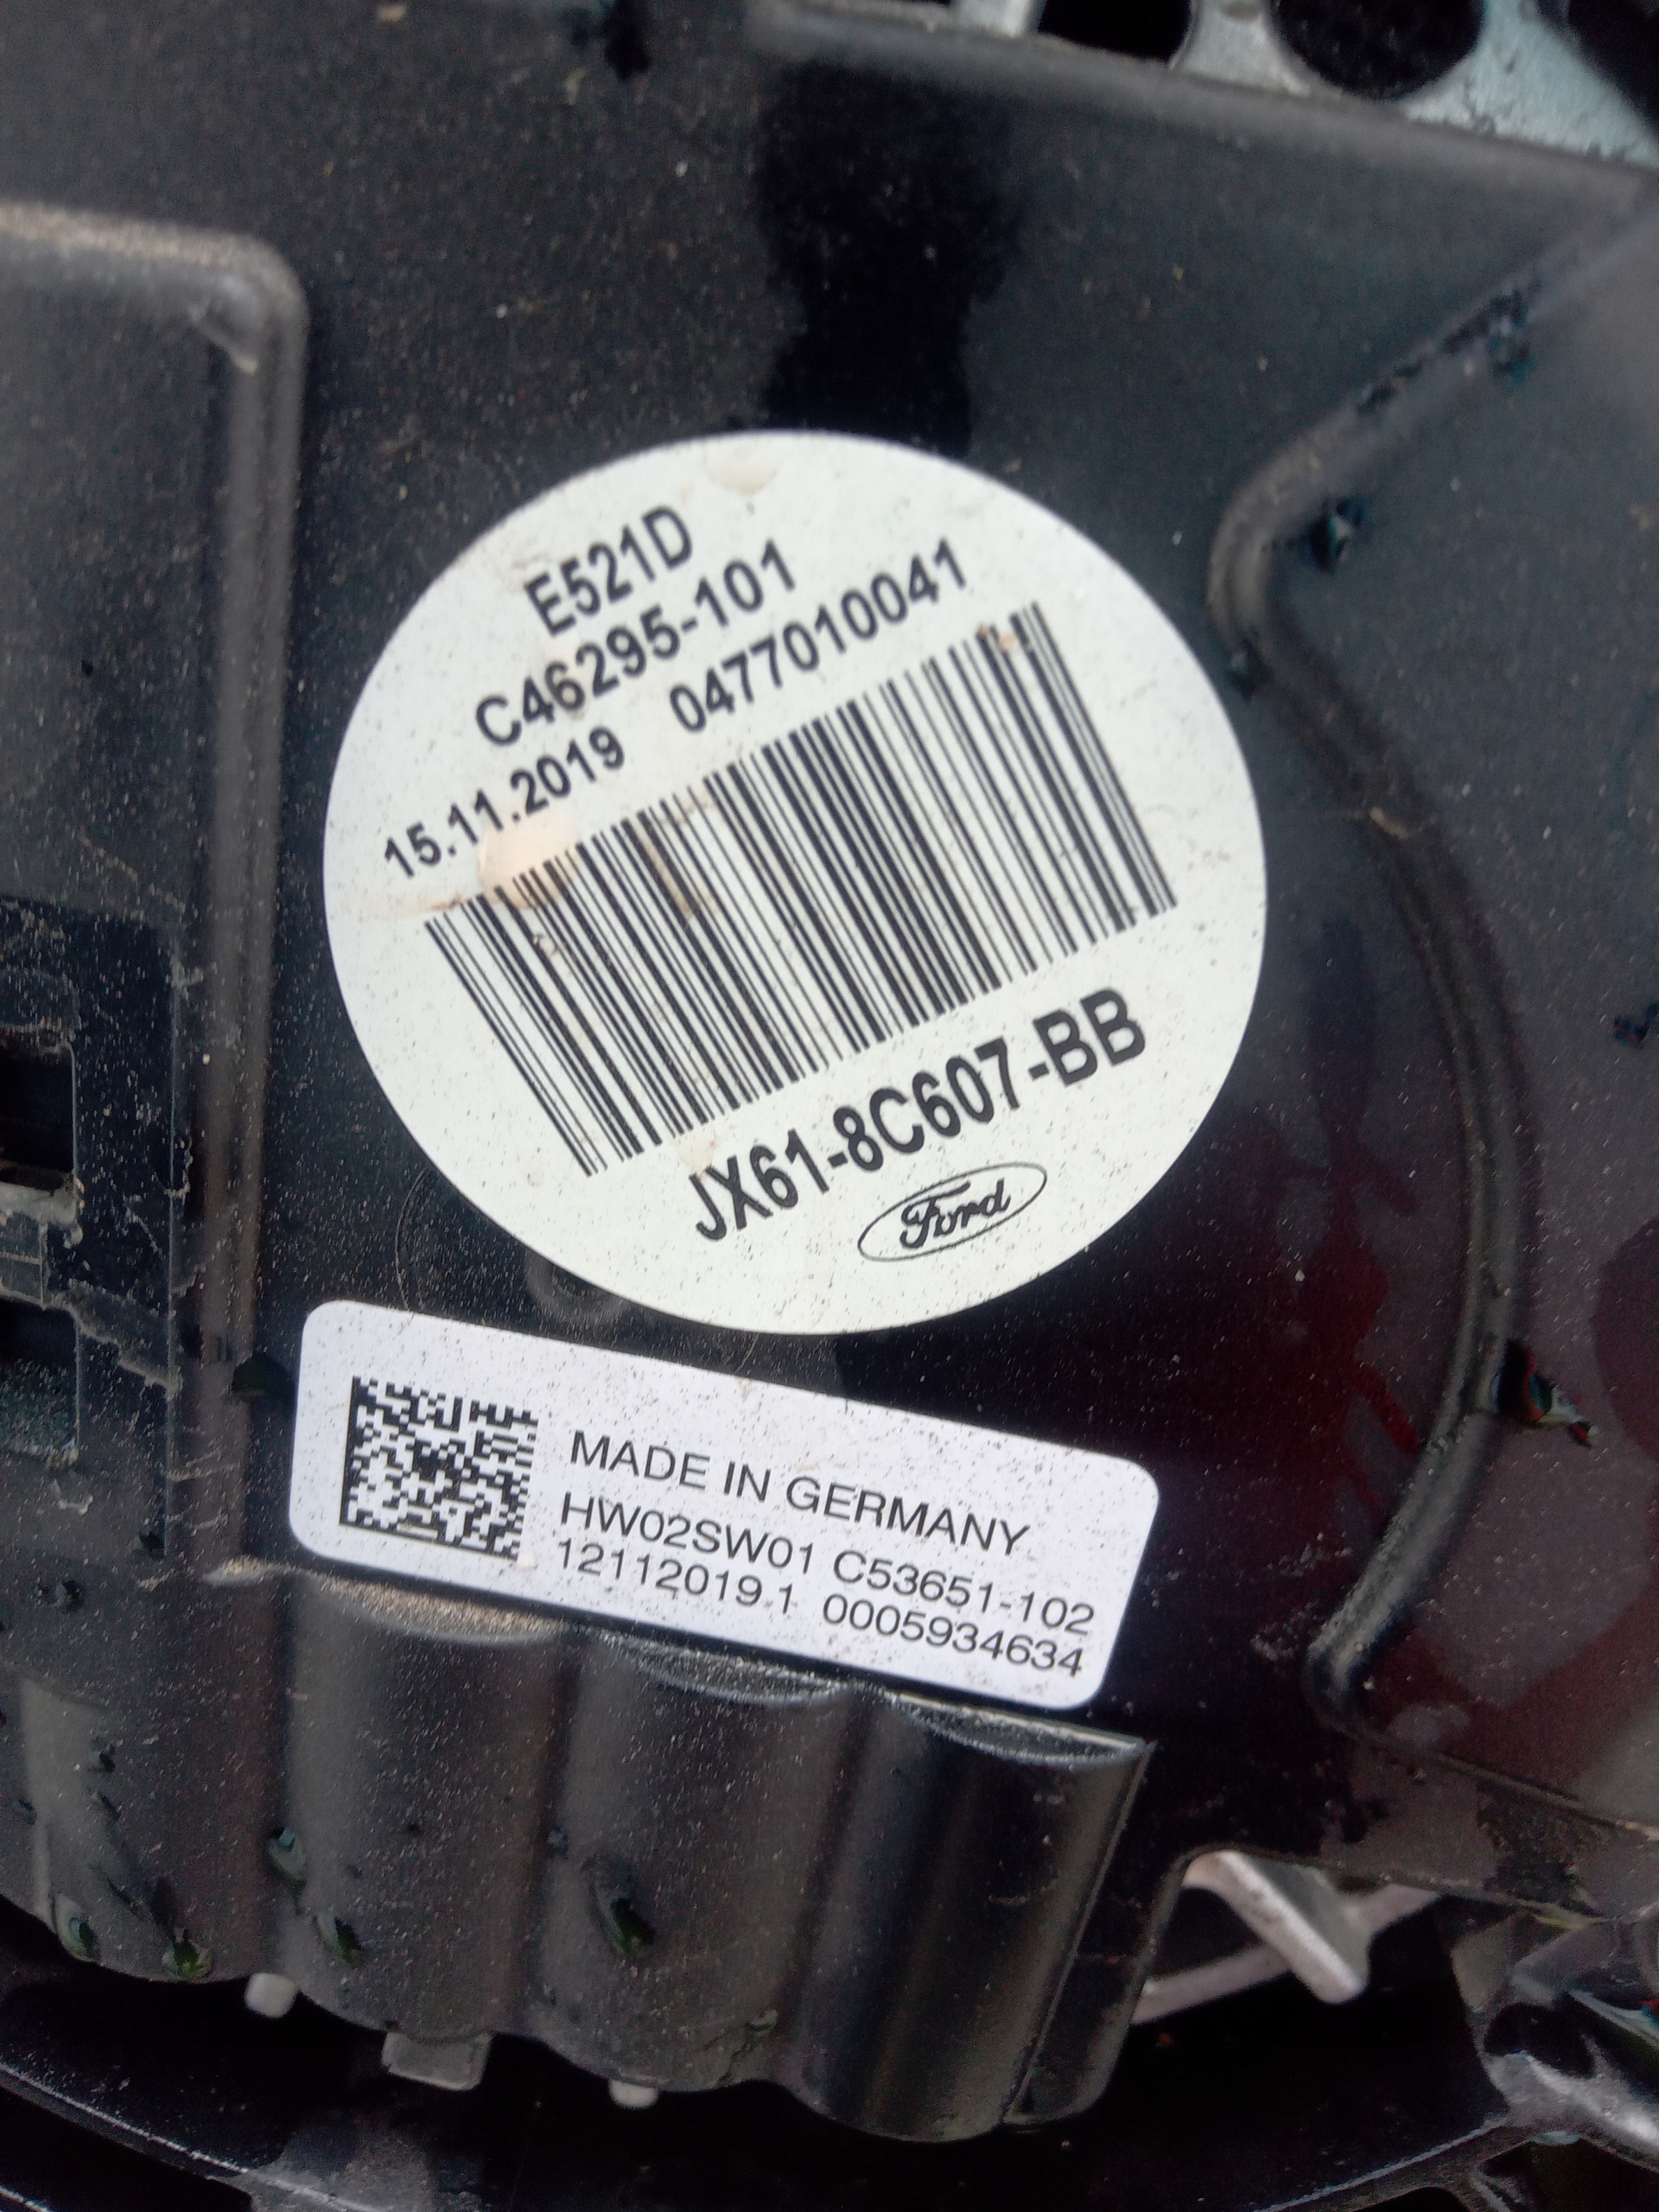 E521D
C46295-101
15.11.2019 0477010041
JX61-8C607-BB
Ford
MADE IN GERMANY
HW02SW01 C53651-102
12112019.1 0005934634